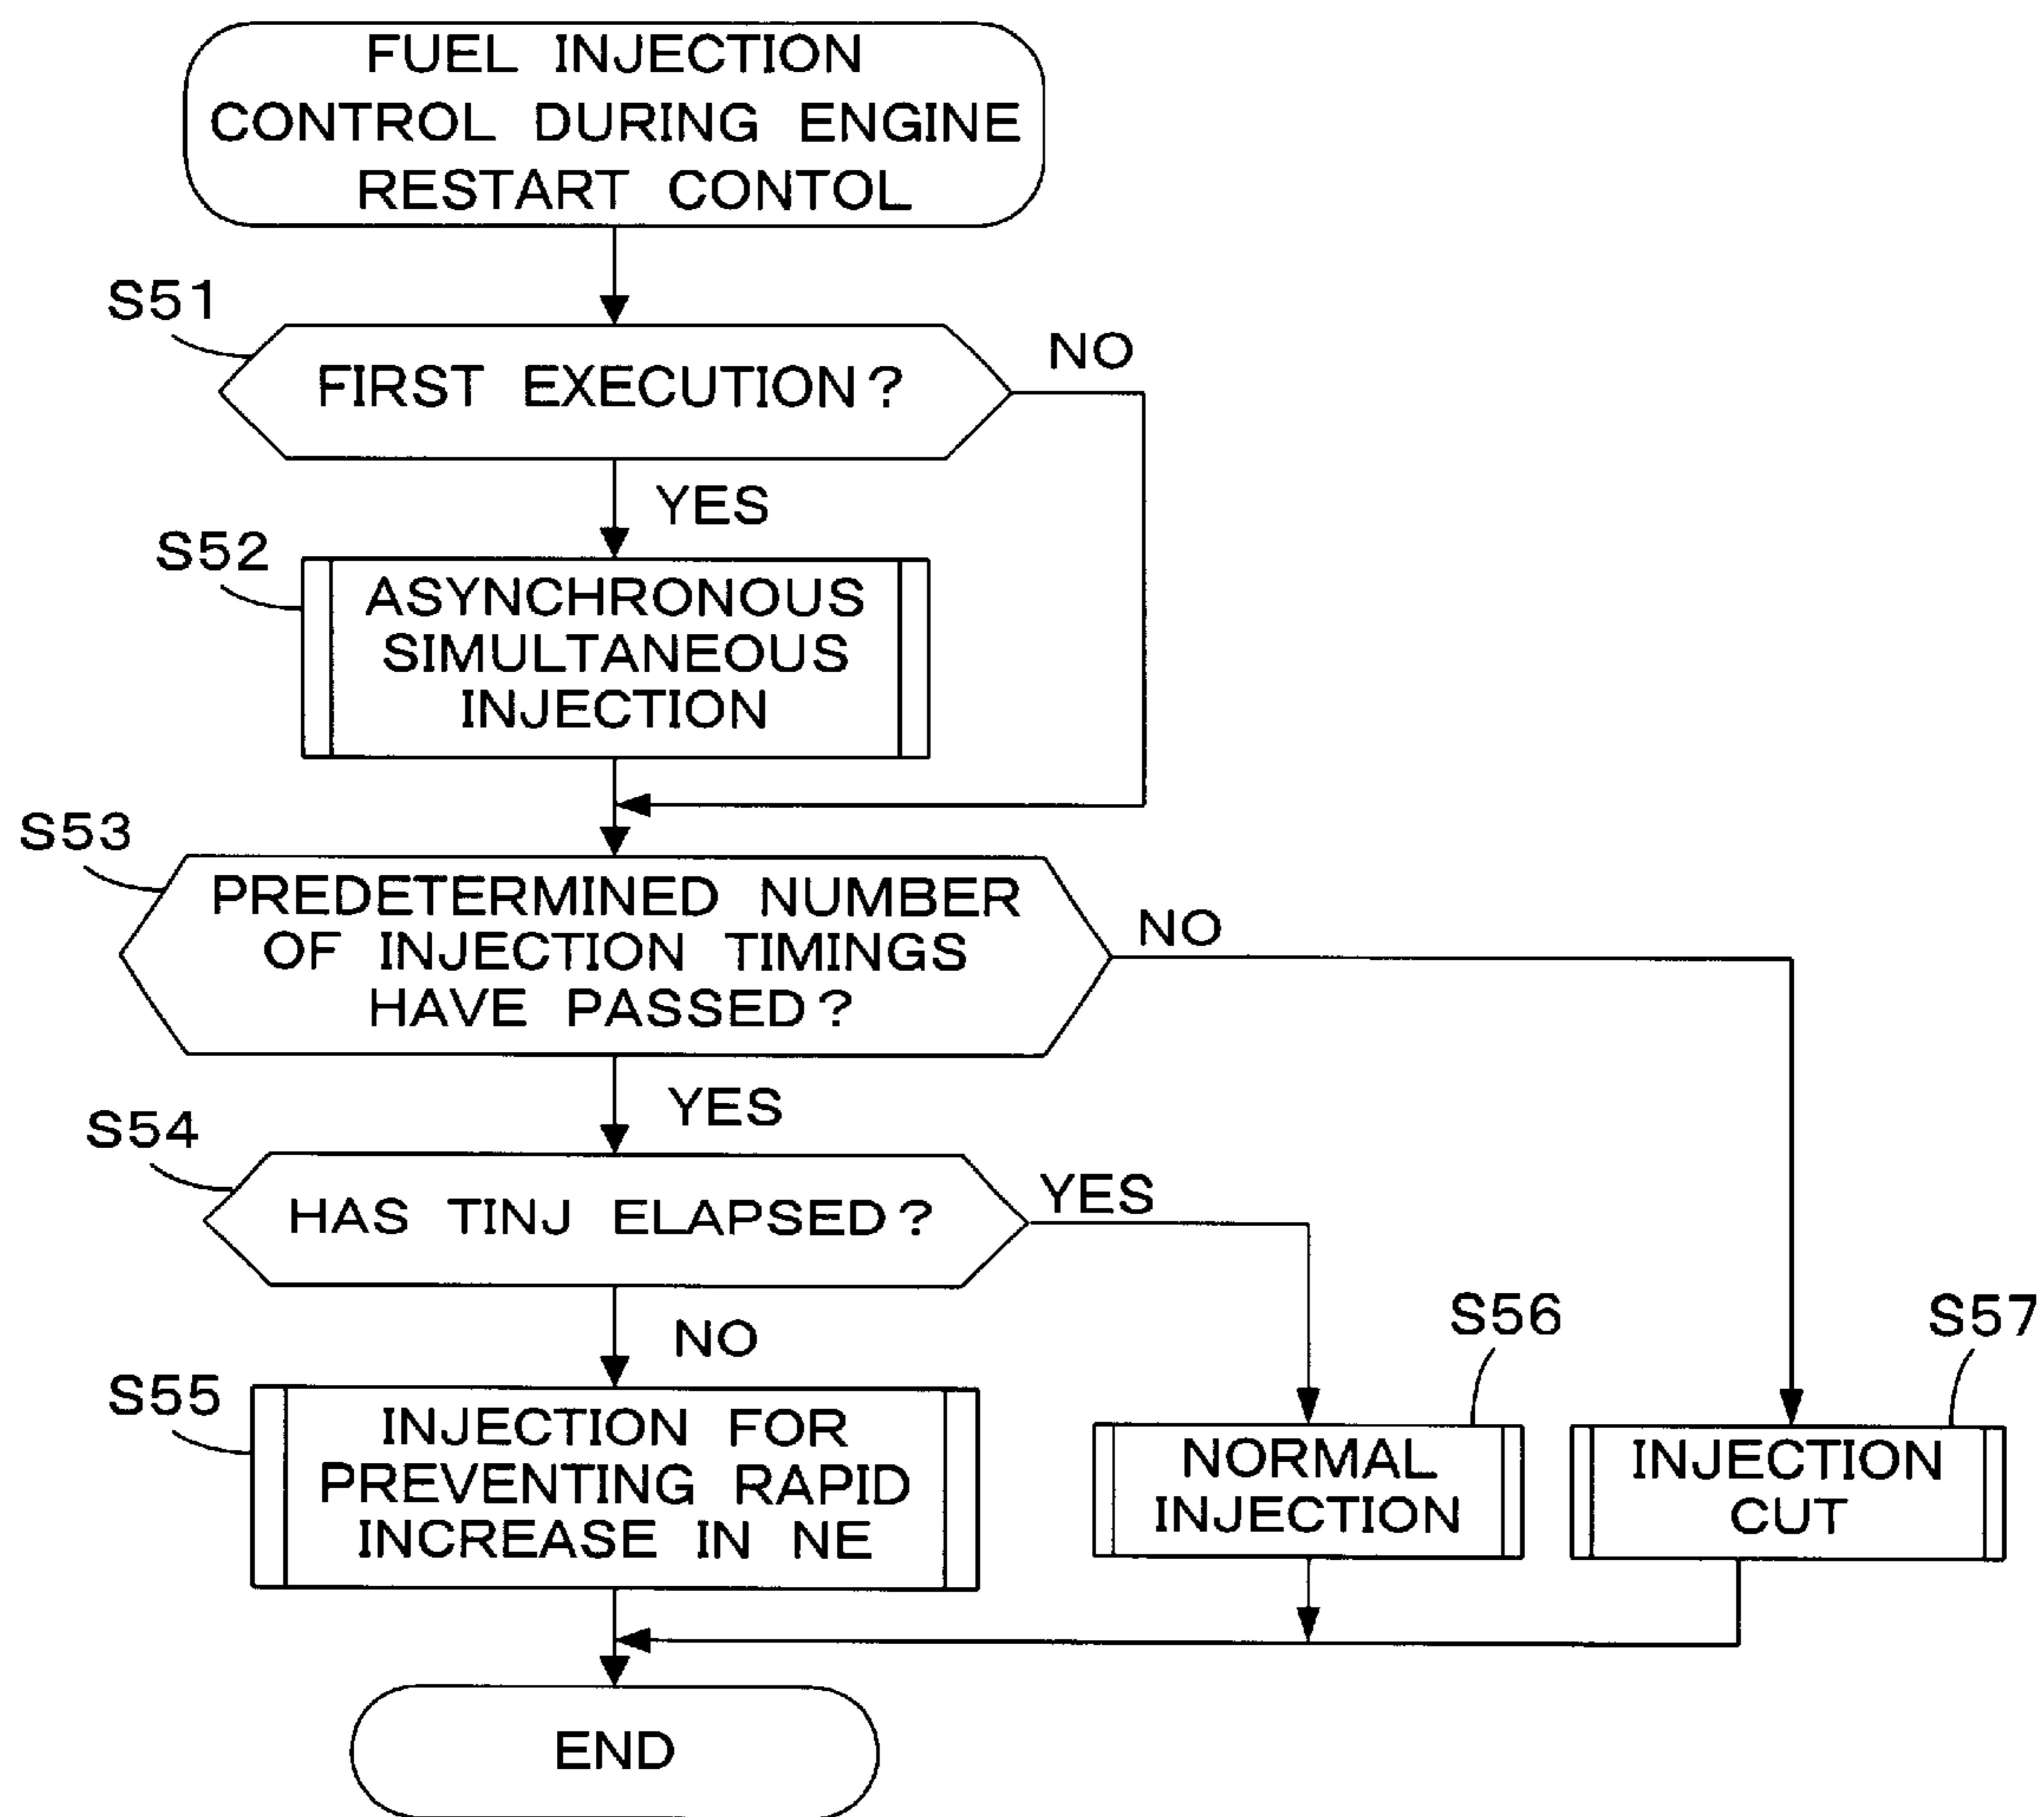 FUEL INJECTION
CONTROL DURING ENGINE
RESTART CONTOL
S51
FIRST EXECUTION?
NO
YES
S52
ASYNCHRONOUS
SIMULTANEOUS
INJECTION
S53
PREDETERMINED NUMBER
OF INJECTION TIMINGS
HAVE PASSED?
NO
YES
S54
HAS TINJ ELAPSED?
YES
NO
S55
INJECTION FOR
PREVENTING RAPID
INCREASE IN NE
S56
NORMAL
INJECTION
S57
INJECTION
CUT
END